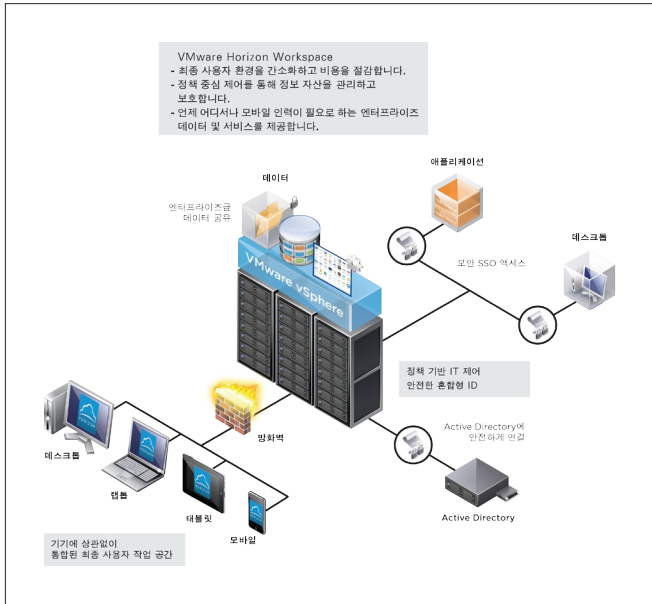 VMware Horizon Workspace
- 최종 사용자 환경을 간소화하고 비용을 절감합니다.
- 정책 중심 제어를 통해 정보 자산을 관리하고
보호합니다.
- 언제 어디서나 모바일 인력이 필요로 하는 엔터프라이즈
데이터 및 서비스를 제공합니다.
데이터
엔터프라이즈급
데이터 공유
VMware vSphere
애플리케이션
데스크톱
보안 SSO 액세스
정책 기반 IT 제어
안전한 혼합형 ID
방화벽
Active Directory에
안전하게 연결
Active Directory
데스크톱
랩톱
태블릿
모바일
기기에 상관없이
통합된 최종 사용자 작업 공간